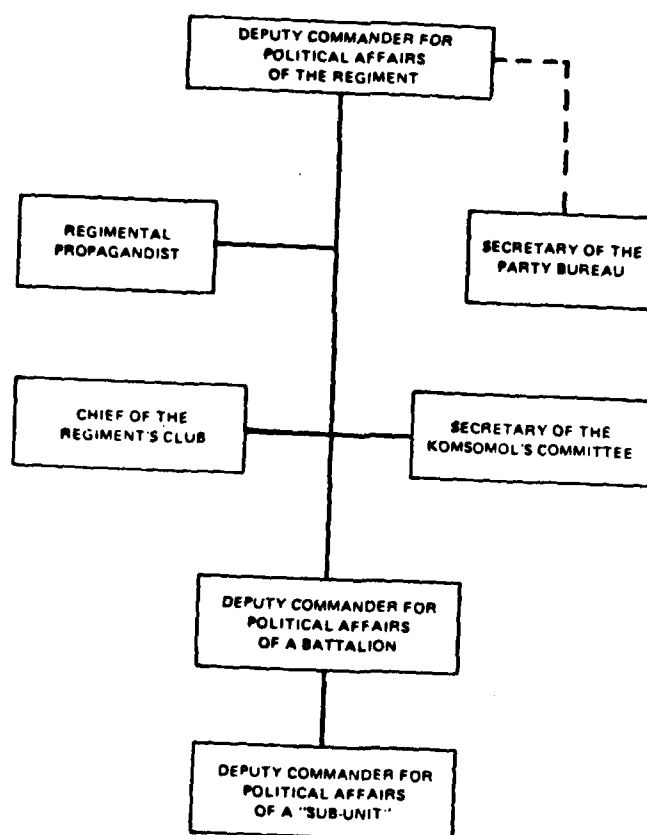 DEPUTY COMMANDER FOR
POLITICAL AFFAIRS
OF THE REGIMENT
REGIMENTAL
PROPAGANDIST
SECRETARY OF THE
PARTY BUREAU
CHIEF OF THE
REGIMENT'S CLUB
SECRETARY OF THE
KOMSOMOL'S COMMITTEE
DEPUTY COMMANDER FOR
POLITICAL AFFAIRS
OF A BATTALION
DEPUTY COMMANDER FOR
POLITICAL AFFAIRS
OF A "SUB-UNIT"